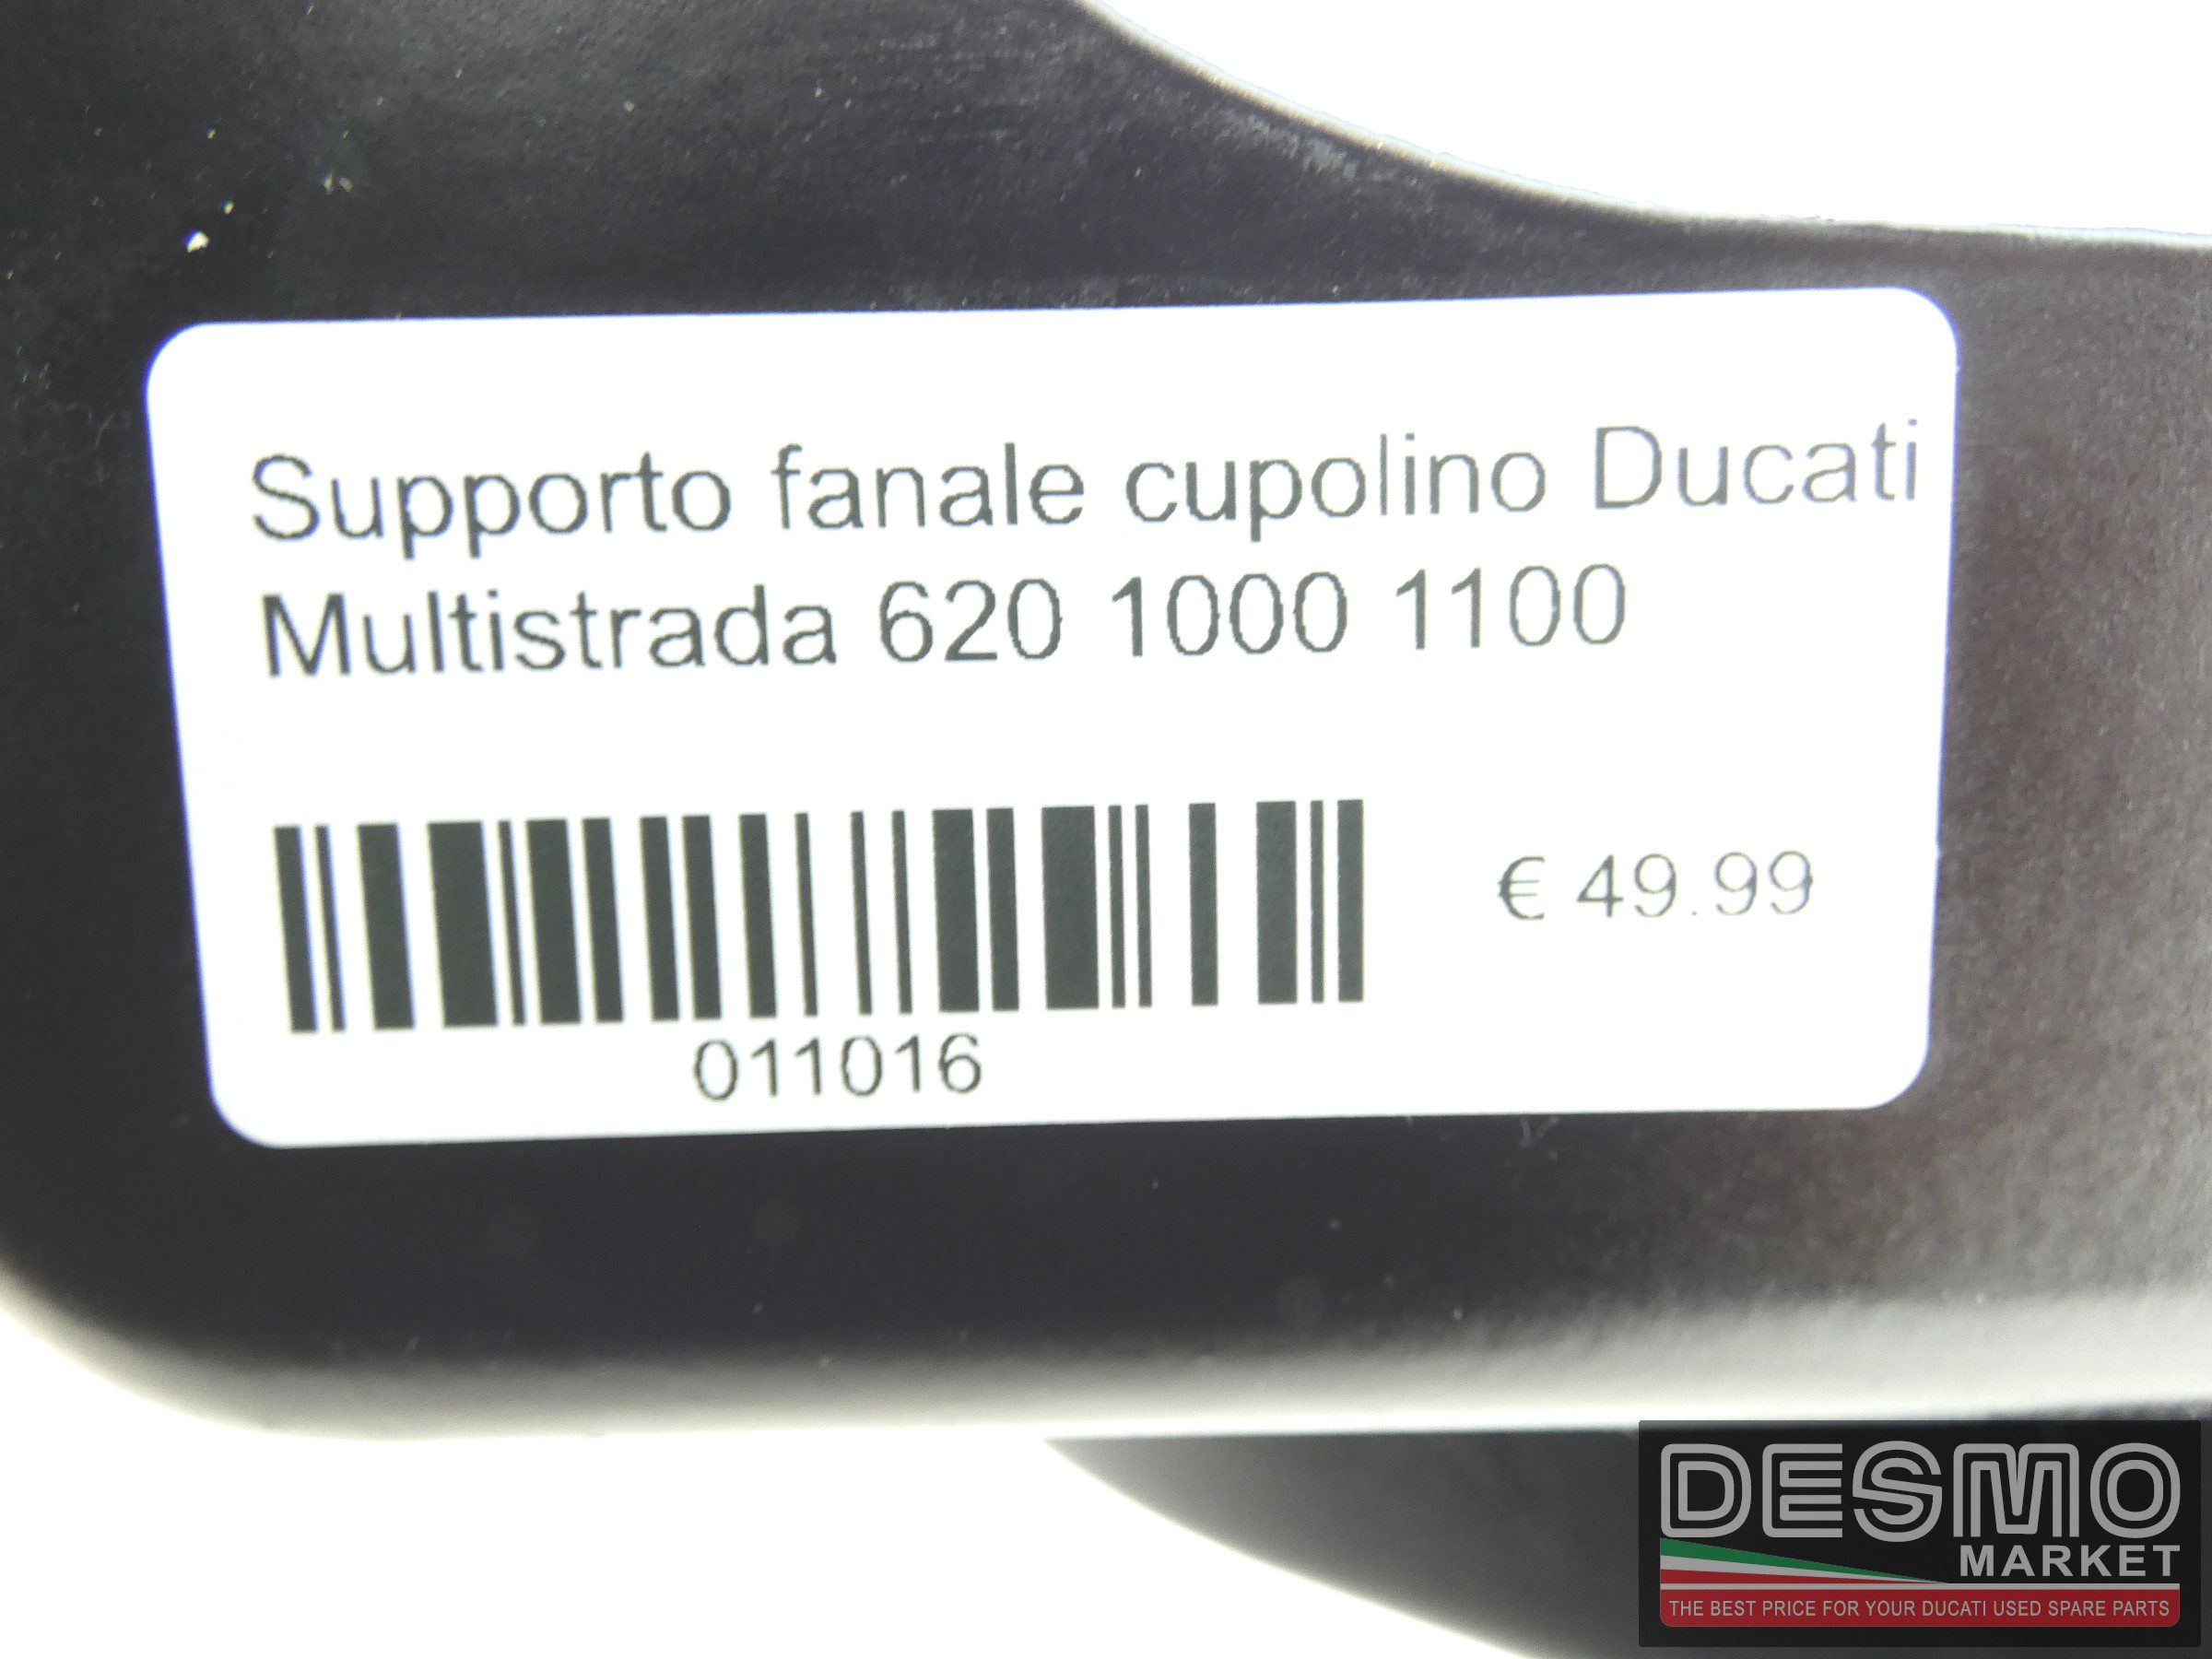 Supporto fanale cupolino Ducati
Multistrada 620 1000 1100
€ 49.99
011016
DESMO
MARKET
THE BEST PRICE FOR YOUR DUCATI USED SPARE PARTS